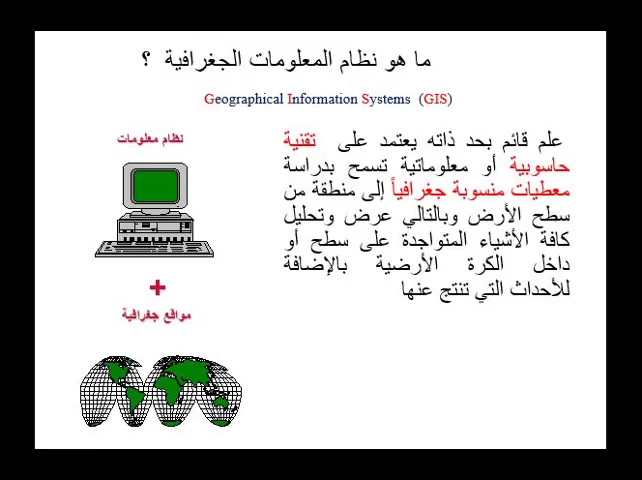 ما هو نظام المعلومات الجغرافية ؟
Geographical Information Systems (GIS)
علم قائم بحد ذاته يعتمد على تقنية
حاسوبية أو معلوماتية تسمح بدراسة
معطيات منسوبة جغرافياً إلى منطقة من
سطح الأرض وبالتالي عرض وتحليل
كافة الأشياء المتواجدة على سطح أو
داخل الكرة الأرضية بالإضافة
للأحداث التي تنتج عنها
نظام معلومات
+
مواقع جغرافية